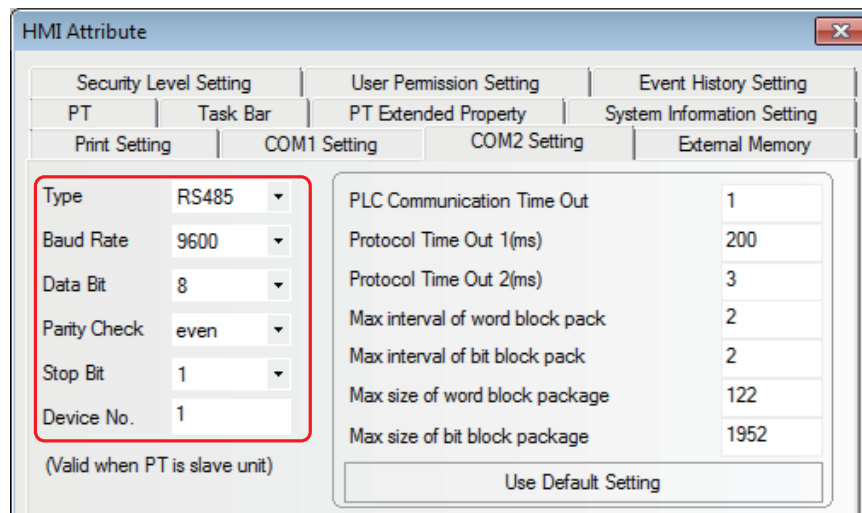 HMI Attribute
Security Level Setting User Permission Setting Event History Setting
PT Task Bar PT Extended Property System Information Setting
Print Setting COM1 Setting COM2 Setting External Memory
Type RS485
Baud Rate 9600
Data Bit 8
Parity Check even
Stop Bit 1
Device No. 1
(Valid when PT is slave unit)
PLC Communication Time Out 1
Protocol Time Out 1(ms) 200
Protocol Time Out 2(ms) 3
Max interval of word block pack 2
Max interval of bit block pack 2
Max size of word block package 122
Max size of bit block package 1952
Use Default Setting